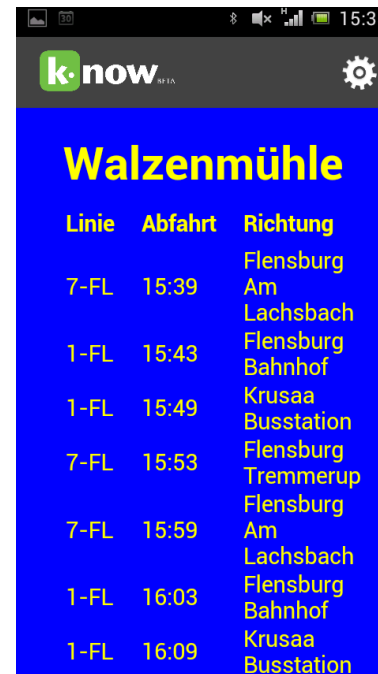 30 H 15:3
k.now BETA
Walzenmühle
Linie Abfahrt Richtung
7-FL 15:39 Flensburg
Am
Lachsbach
1-FL 15:43 Flensburg
Bahnhof
1-FL 15:49 Krusaa
Busstation
7-FL 15:53 Flensburg
Tremmerup
7-FL 15:59 Flensburg
Am
Lachsbach
1-FL 16:03 Flensburg
Bahnhof
1-FL 16:09 Krusaa
Busstation